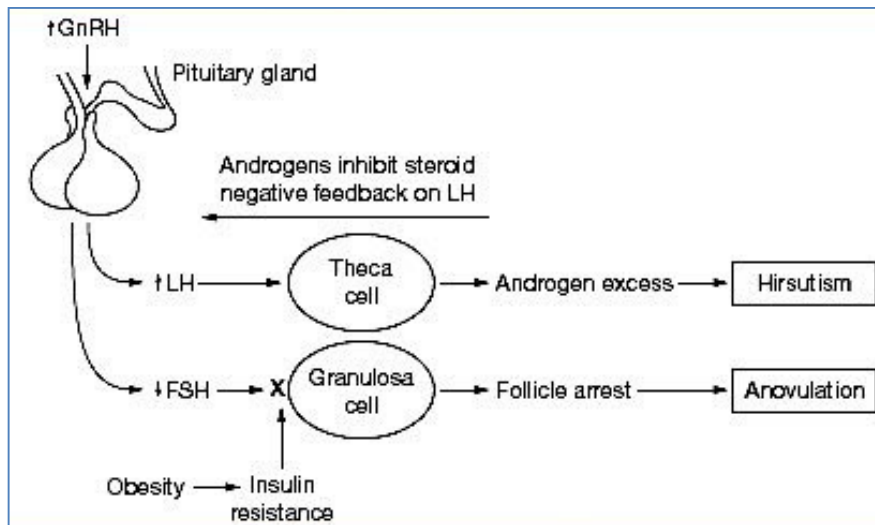 ↑GnRH
Pituitary gland
Androgens inhibit steroid
negative feedback on LH
↑LH
Theca
cell
Androgen excess
Hirsutism
↓FSH
X
Granulosa
cell
Follicle arrest
Anovulation
Obesity
Insulin
resistance